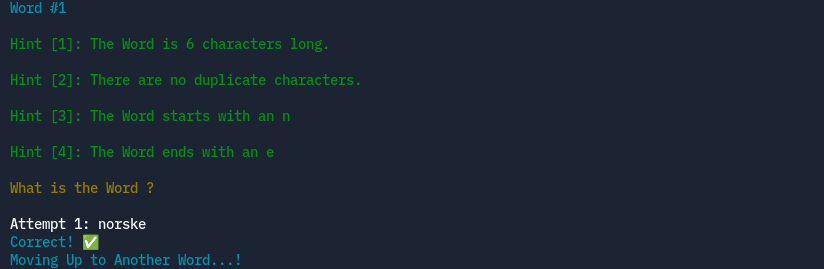 Word #1
Hint [1]: The Word is 6 characters long.
Hint [2]: There are no duplicate characters.
Hint [3]: The Word starts with an n
Hint [4]: The Word ends with an e
What is the Word ?
Attempt 1: norske
Correct! ✅
Moving Up to Another Word...!